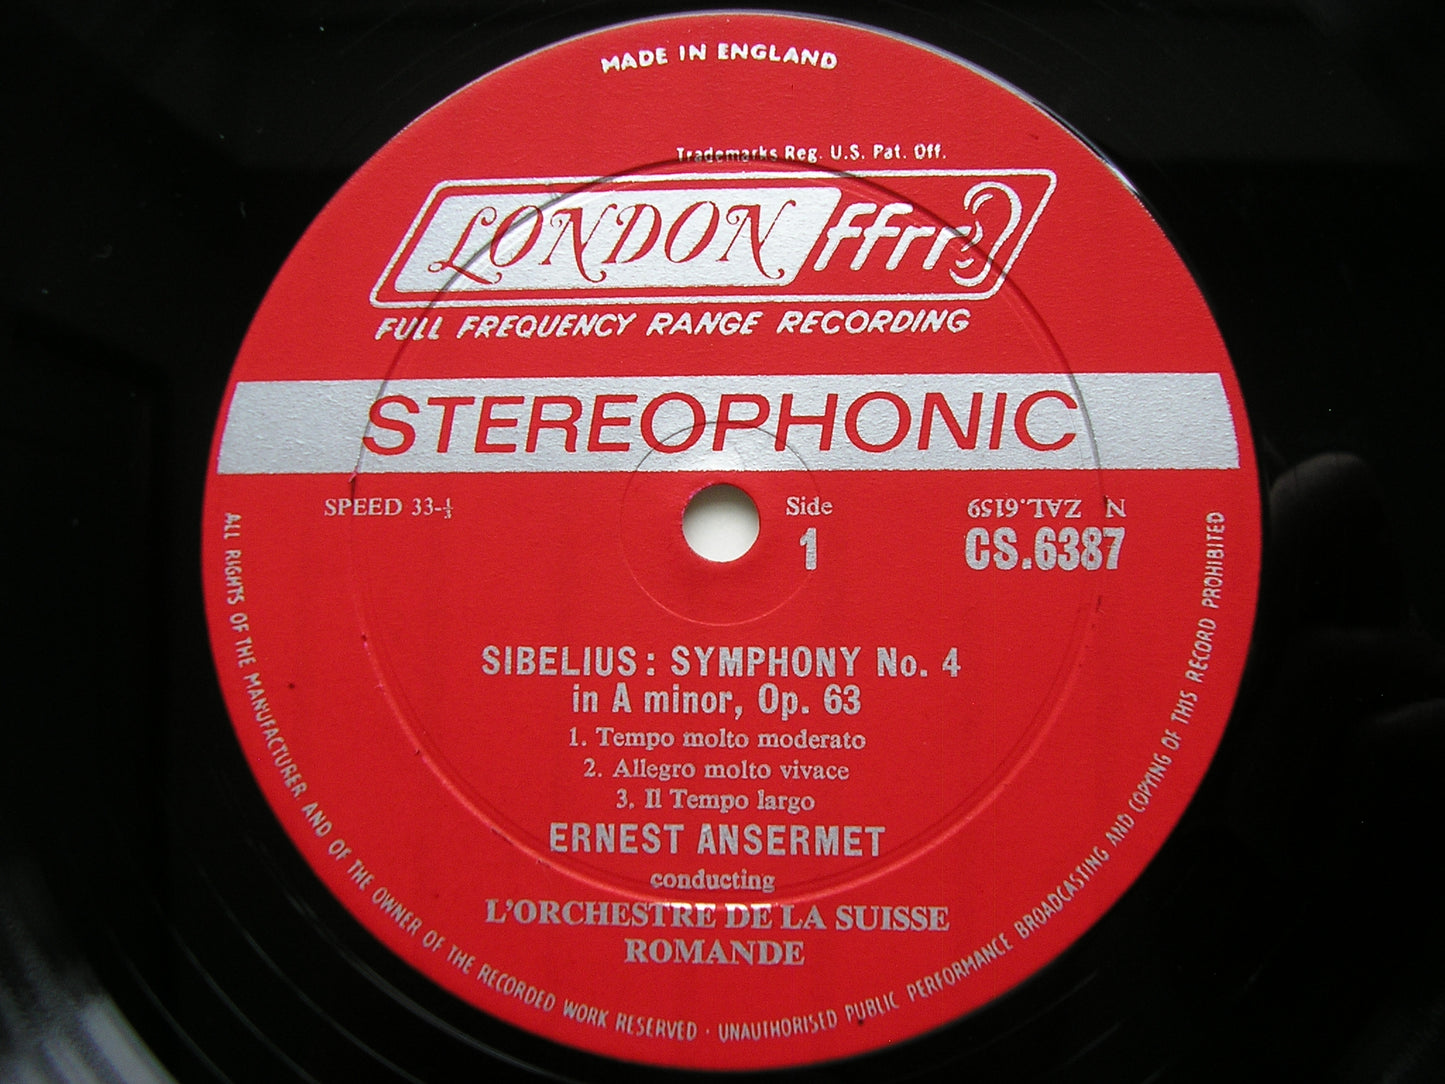 MADE IN ENGLAND
Trademarks Reg. U.S. Pat. Off.
LONDON ffrr
FULL FREQUENCY RANGE RECORDING
STEREOPHONIC
SPEED 33-⅓
Side
1
ZAL.6159 N
CS.6387
SIBELIUS : SYMPHONY No. 4
in A minor, Op. 63
1. Tempo molto moderato
2. Allegro molto vivace
3. Il Tempo largo
ERNEST ANSERMET
conducting
L'ORCHESTRE DE LA SUISSE
ROMANDE
ALL RIGHTS OF THE MANUFACTURER AND OF THE OWNER OF THE RECORDED WORK RESERVED · UNAUTHORISED PUBLIC PERFORMANCE BROADCASTING AND COPYING OF THIS RECORD PROHIBITED